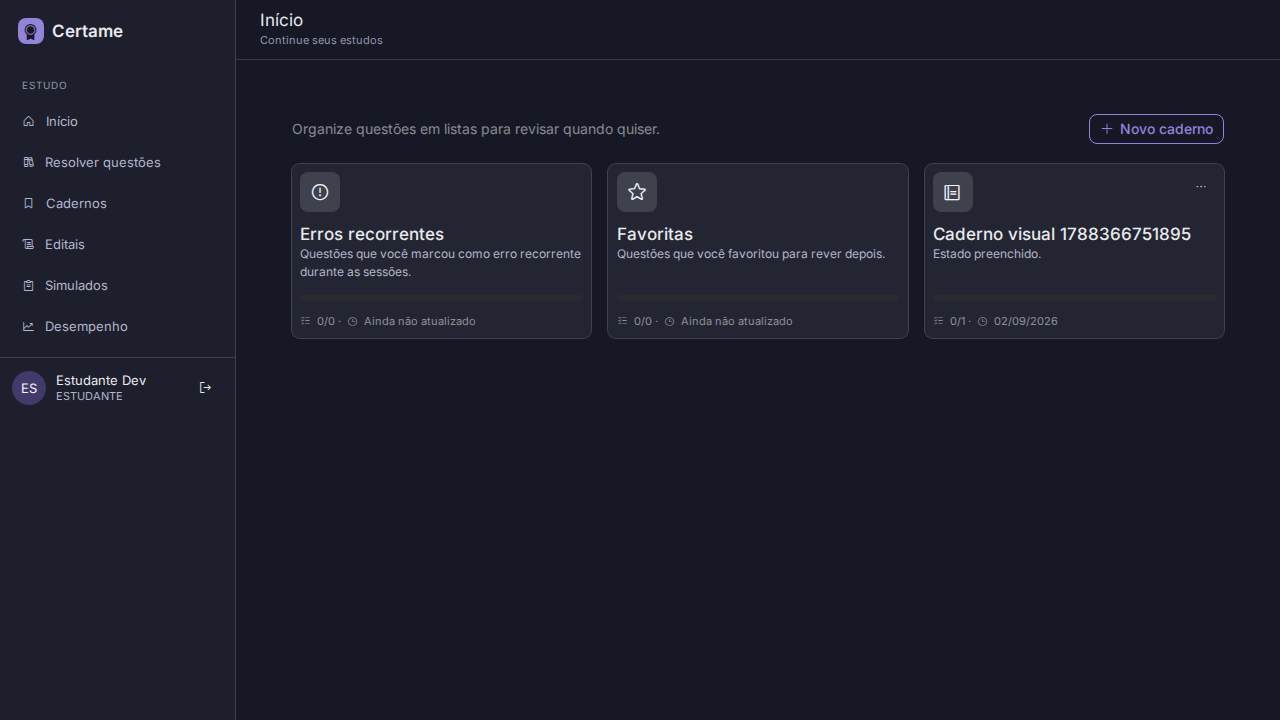 Certame
ESTUDO
Início
Resolver questões
Cadernos
Editais
Simulados
Desempenho
ES
Estudante Dev
ESTUDANTE
Início
Continue seus estudos
Organize questões em listas para revisar quando quiser.
Novo caderno
Erros recorrentes
Questões que você marcou como erro recorrente
durante as sessões.
0/0 · Ainda não atualizado
Favoritas
Questões que você favoritou para rever depois.
0/0 · Ainda não atualizado
Caderno visual 1788366751895
Estado preenchido.
0/1 · 02/09/2026